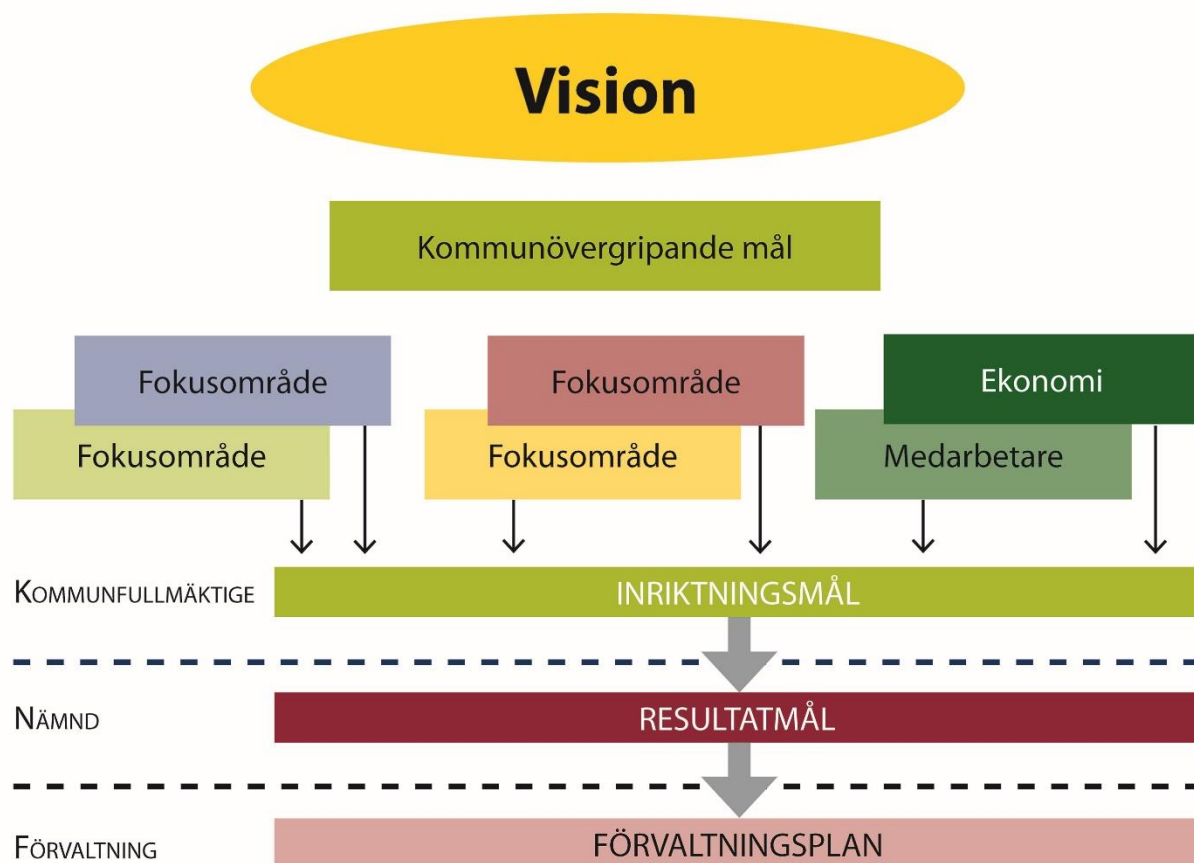 Vision
Kommunövergripande mål
Fokusområde
Fokusområde
Ekonomi
Fokusområde
Fokusområde
Medarbetare
KOMMUNFULLMÄKTIGE
INRIKTNINGSMÅL
NÄMND
RESULTATMÅL
FÖRVALTNING
FÖRVALTNINGSPLAN